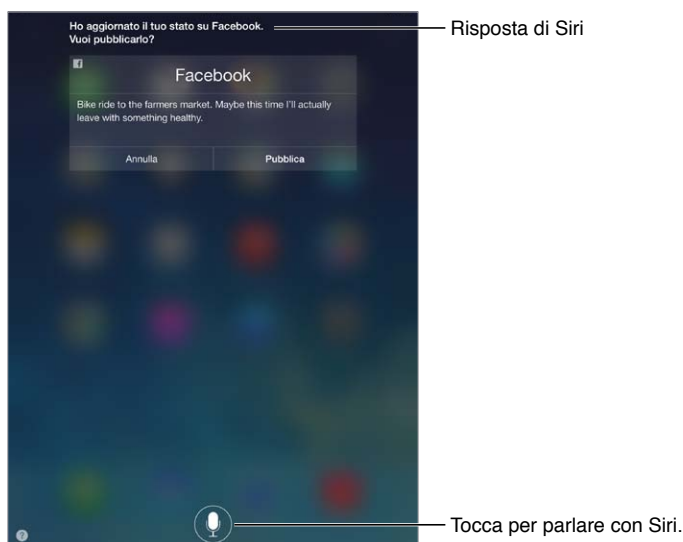 Ho aggiornato il tuo stato su Facebook.
Vuoi pubblicarlo?
Risposta di Siri
Facebook
Bike ride to the farmers market. Maybe this time I'll actually
leave with something healthy.
Annulla
Pubblica
Tocca per parlare con Siri.
?